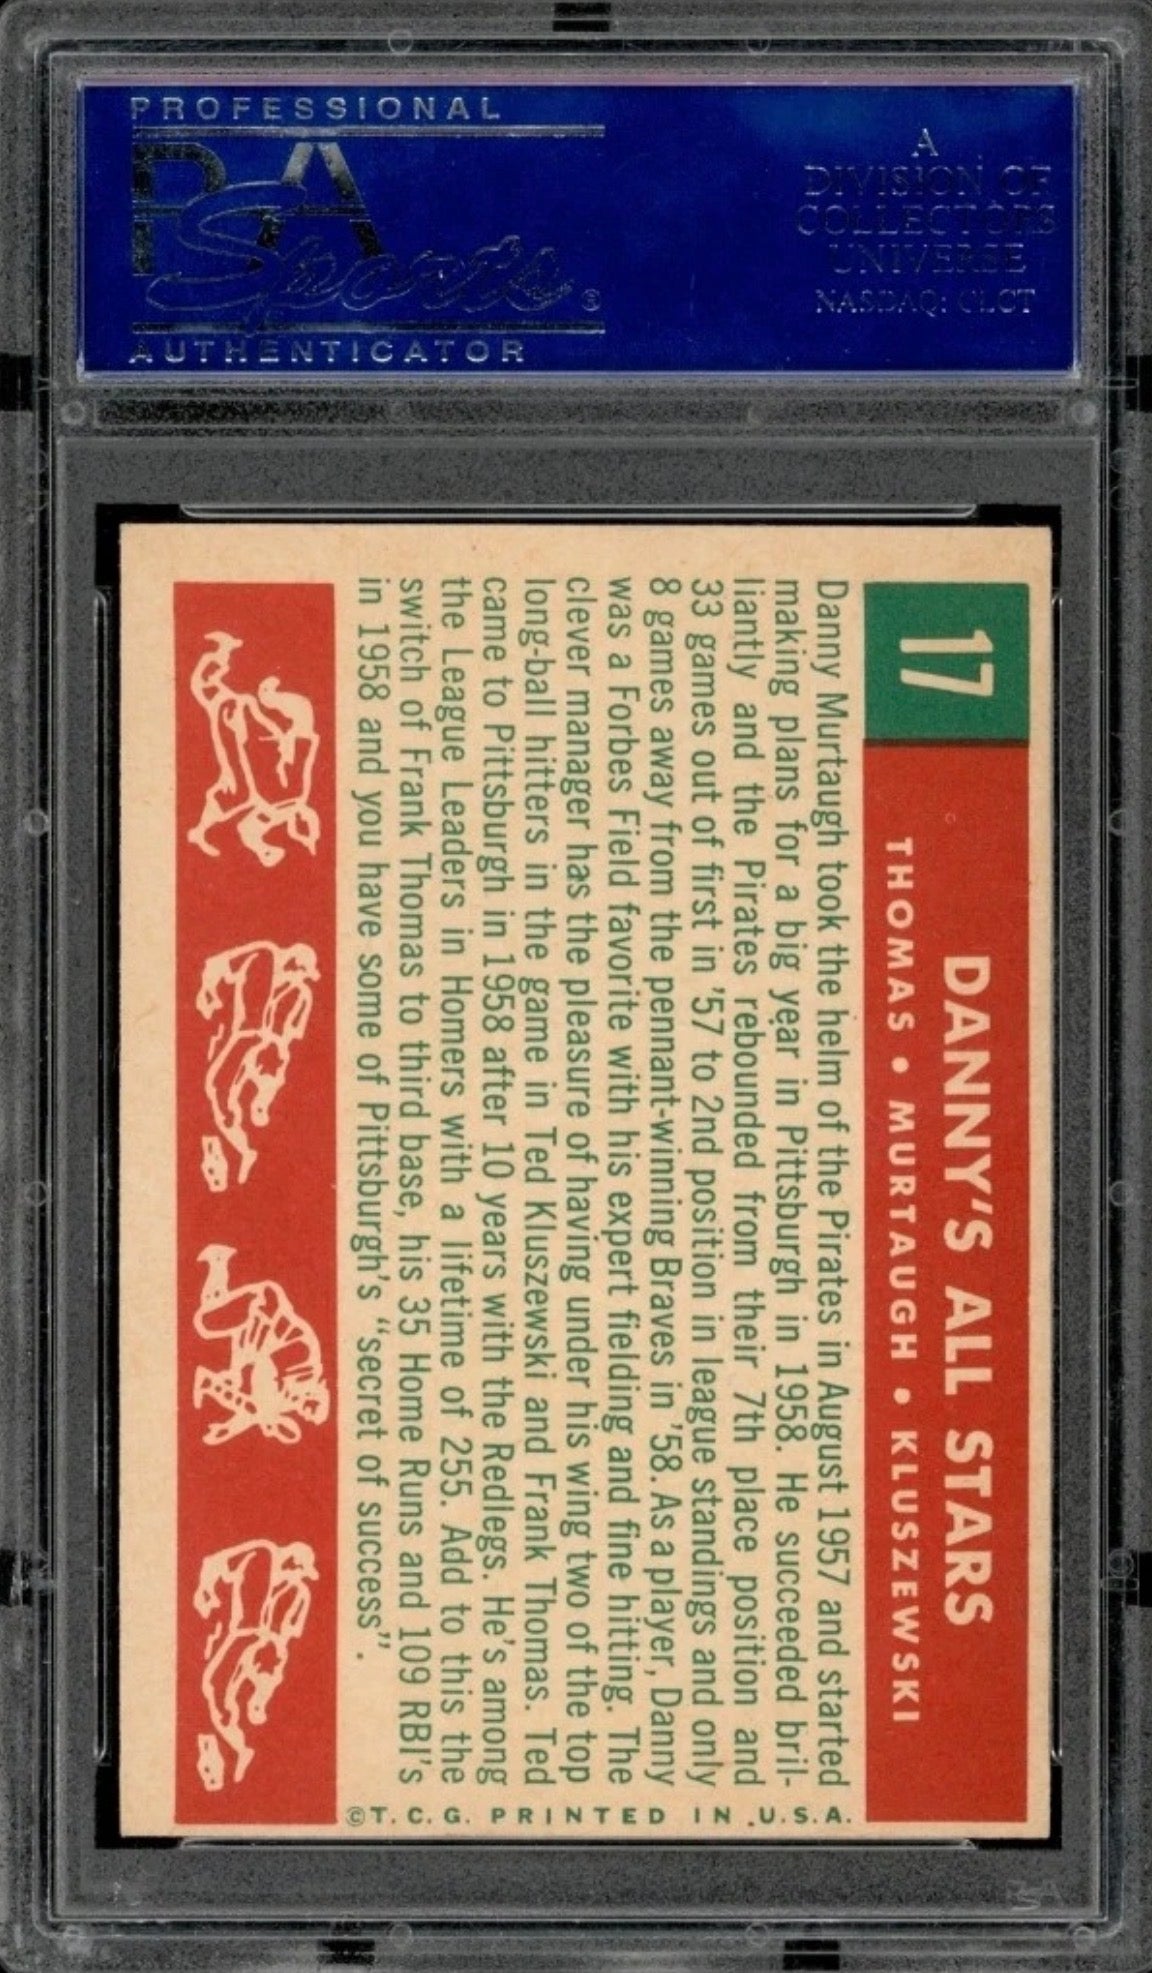 PROFESSIONAL
PSA
Sports®
AUTHENTICATOR
A
DIVISION OF
COLLECTORS
UNIVERSE
NASDAQ: CLCT
17
DANNY'S ALL STARS
THOMAS • MURTAUGH • KLUSZEWSKI
Danny Murtaugh took the helm of the Pirates in August 1957 and started
making plans for a big year in Pittsburgh in 1958. He succeeded bril-
liantly and the Pirates rebounded from their 7th place position and
33 games out of first in '57 to 2nd position in league standings and only
8 games away from the pennant-winning Braves in '58. As a player, Danny
was a Forbes Field favorite with his expert fielding and fine hitting. The
clever manager has the pleasure of having under his wing two of the top
long-ball hitters in the game in Ted Kluszewski and Frank Thomas. Ted
came to Pittsburgh in 1958 after 10 years with the Redlegs. He's among
the League Leaders in Homers with a lifetime of 255. Add to this the
switch of Frank Thomas to third base, his 35 Home Runs and 109 RBI's
in 1958 and you have some of Pittsburgh's "secret of success".
©T. C. G. PRINTED IN U.S.A.